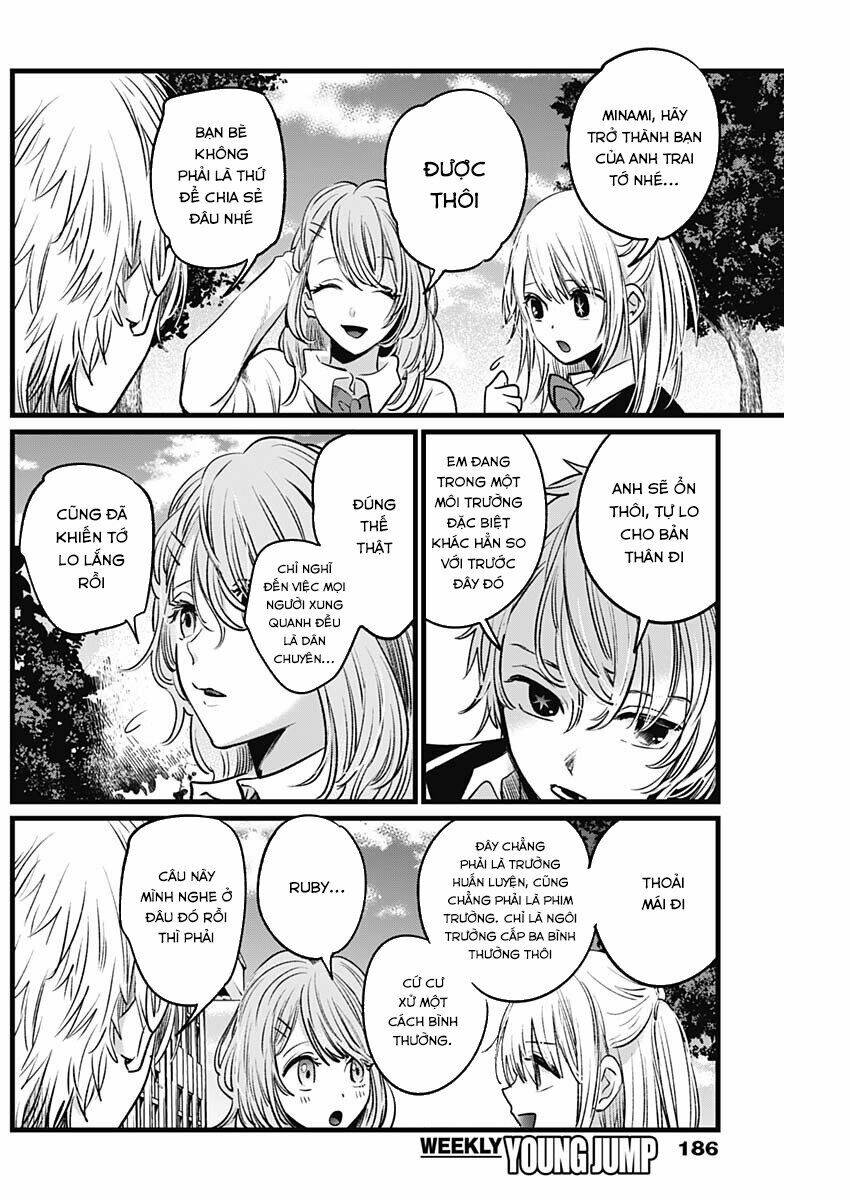 MINAMI, HÃY
TRỞ THÀNH BẠN
CỦA ANH TRAI
TỚ NHÉ...
ĐƯỢC
THÔI
BẠN BÈ
KHÔNG
PHẢI LÀ THỨ
ĐỂ CHIA SẺ
ĐÂU NHÉ
ANH SẼ ỔN
THÔI, TỰ LO
CHO BẢN
THÂN ĐI
EM ĐANG
TRONG MỘT
MÔI TRƯỜNG
ĐẶC BIỆT
KHÁC HẲN SO
VỚI TRƯỚC
ĐÂY ĐÓ
ĐÚNG
THẾ
THẬT
CHỈ NGHĨ
ĐẾN VIỆC MỌI
NGƯỜI XUNG
QUANH ĐỀU
LÀ DÂN
CHUYÊN...
CŨNG ĐÃ
KHIẾN TỚ
LO LẮNG
RỒI
THOẢI
MÁI ĐI
ĐÂY CHẲNG
PHẢI LÀ TRƯỜNG
HUẤN LUYỆN, CŨNG
CHẲNG PHẢI LÀ PHIM
TRƯỜNG. CHỈ LÀ NGÔI
TRƯỜNG CẤP BA BÌNH
THƯỜNG THÔI
CỨ CƯ
XỬ MỘT
CÁCH BÌNH
THƯỜNG.
RUBY...
CÂU NÀY
MÌNH NGHE Ở
ĐÂU ĐÓ RỒI
THÌ PHẢI
WEEKLY YOUNG JUMP 186